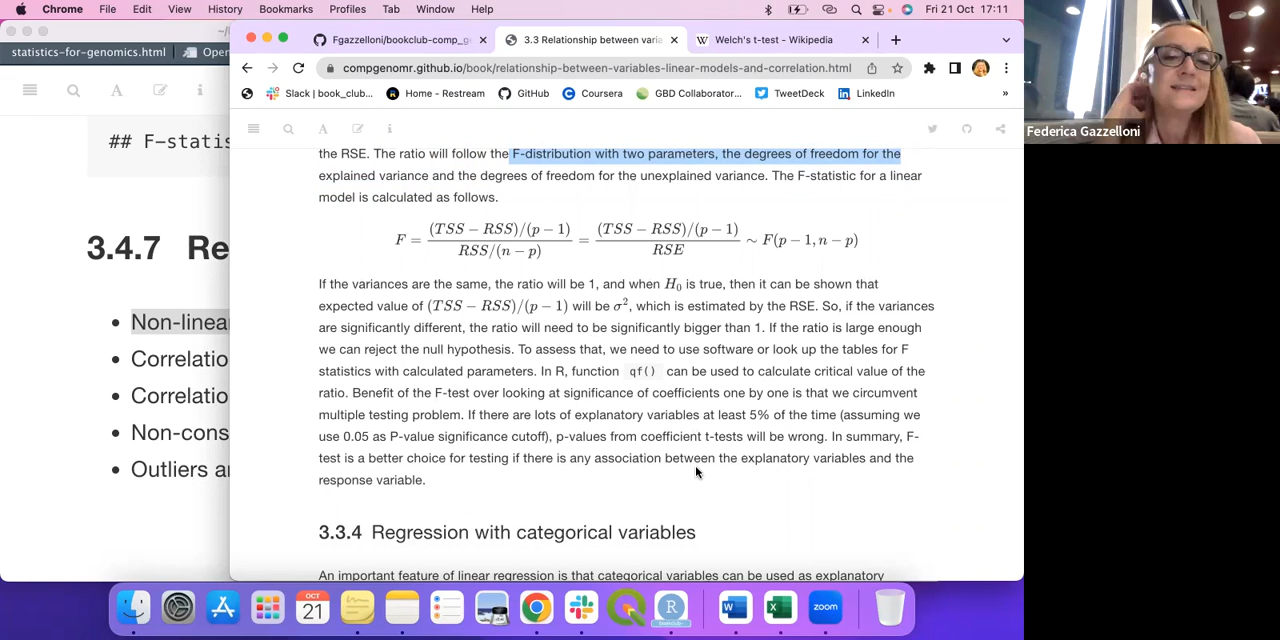 Chrome File Edit View History Bookmarks Profiles Tab Window Help Fri 21 Oct 17:11
Fgazzelloni/bookclub-comp_g 3.3 Relationship between varia Welch's t-test - Wikipedia
statistics-for-genomics.html Open
compgenomr.github.io/book/relationship-between-variables-linear-models-and-correlation.html
Slack | book_club... Home - Restream GitHub Coursera GBD Collaborator... TweetDeck LinkedIn »
Federica Gazzelloni
## F-statis
the RSE. The ratio will follow the F-distribution with two parameters, the degrees of freedom for the
explained variance and the degrees of freedom for the unexplained variance. The F-statistic for a linear
model is calculated as follows.
F = (TSS − RSS)/(p − 1) / RSS/(n − p) = (TSS − RSS)/(p − 1) / RSE ∼ F(p − 1, n − p)
If the variances are the same, the ratio will be 1, and when H₀ is true, then it can be shown that
expected value of (TSS − RSS)/(p − 1) will be σ², which is estimated by the RSE. So, if the variances
are significantly different, the ratio will need to be significantly bigger than 1. If the ratio is large enough
we can reject the null hypothesis. To assess that, we need to use software or look up the tables for F
statistics with calculated parameters. In R, function qf() can be used to calculate critical value of the
ratio. Benefit of the F-test over looking at significance of coefficients one by one is that we circumvent
multiple testing problem. If there are lots of explanatory variables at least 5% of the time (assuming we
use 0.05 as P-value significance cutoff), p-values from coefficient t-tests will be wrong. In summary, F-
test is a better choice for testing if there is any association between the explanatory variables and the
response variable.
3.3.4 Regression with categorical variables
An important feature of linear regression is that categorical variables can be used as explanatory
3.4.7 Re
Non-linear
Correlatio
Correlatio
Non-cons
Outliers a
OCT
21
R
W
X
zoom